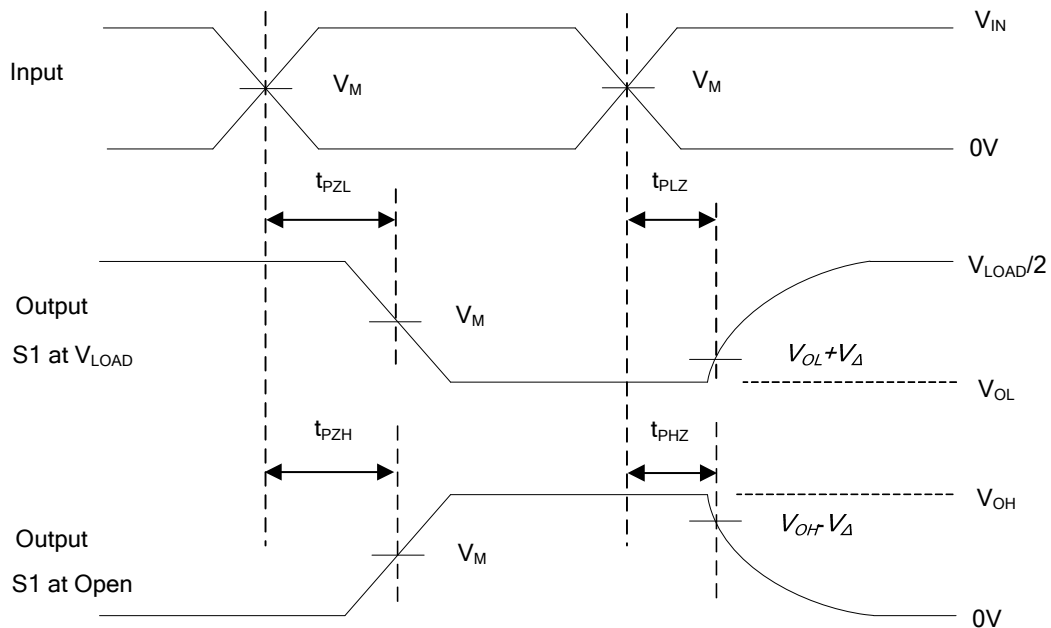 V_IN
Input
V_M V_M
0V
t_PZL t_PLZ
V_LOAD/2
Output
V_M
S1 at V_LOAD
V_OL+V_Δ
V_OL
t_PZH t_PHZ
V_OH
V_OH-V_Δ
Output
V_M
S1 at Open
0V